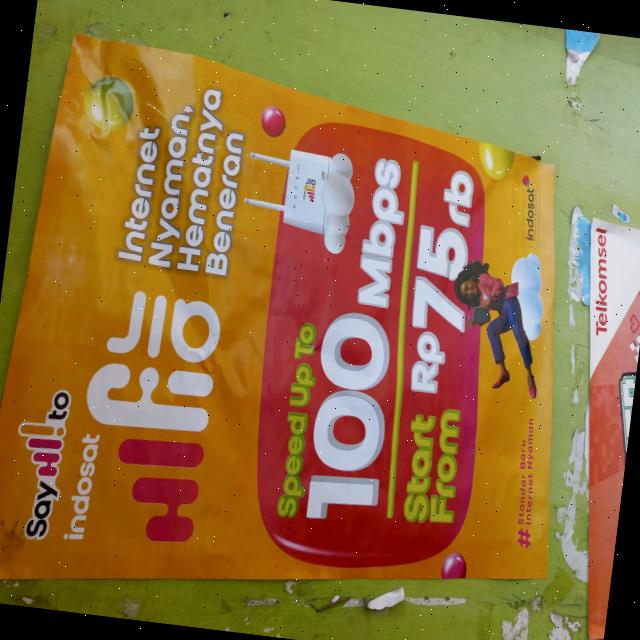 Say HI! to
indosat
HiFi
Internet
Nyaman,
Hematnya
Beneran
Speed Up To
100 Mbps
Start
From
Rp75rb
#Standar Baru
Internet Nyaman
indosat
Telkomsel